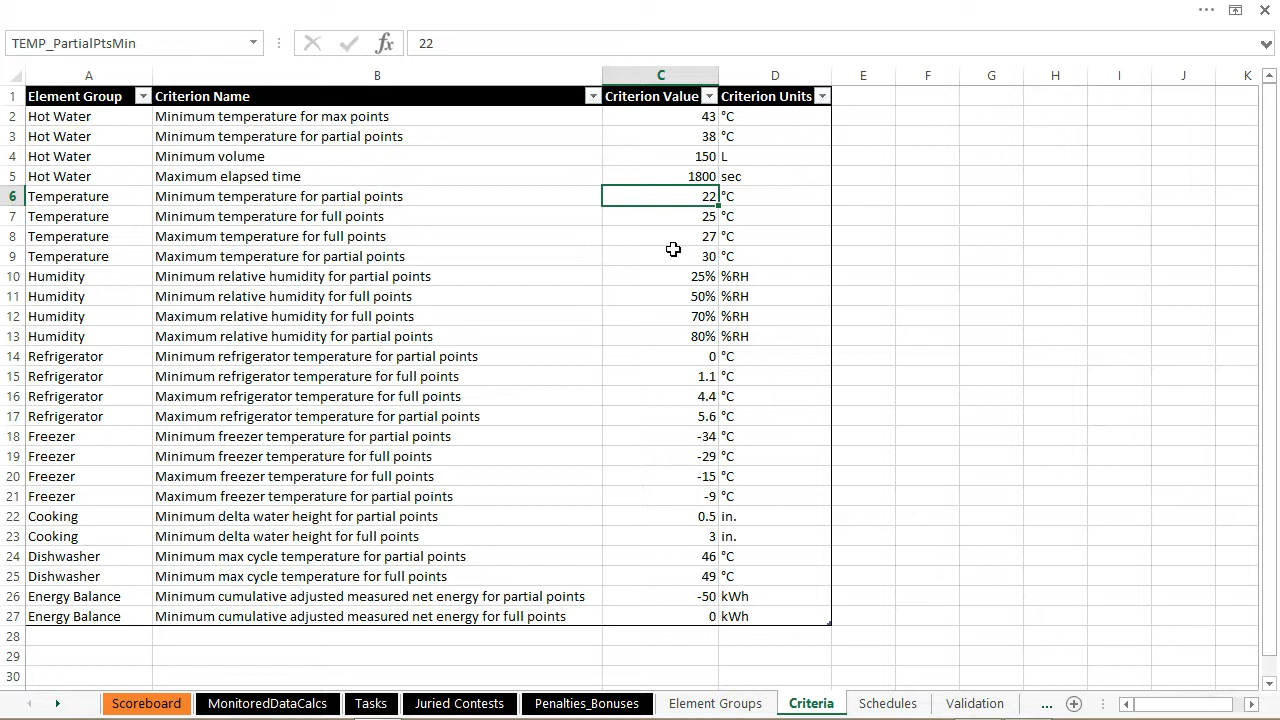 TEMP_PartialPtsMin fx 22
A B C D E F G H I J K
1 Element Group Criterion Name Criterion Value Criterion Units
2 Hot Water Minimum temperature for max points 43 °C
3 Hot Water Minimum temperature for partial points 38 °C
4 Hot Water Minimum volume 150 L
5 Hot Water Maximum elapsed time 1800 sec
6 Temperature Minimum temperature for partial points 22 °C
7 Temperature Minimum temperature for full points 25 °C
8 Temperature Maximum temperature for full points 27 °C
9 Temperature Maximum temperature for partial points 30 °C
10 Humidity Minimum relative humidity for partial points 25% %RH
11 Humidity Minimum relative humidity for full points 50% %RH
12 Humidity Maximum relative humidity for full points 70% %RH
13 Humidity Maximum relative humidity for partial points 80% %RH
14 Refrigerator Minimum refrigerator temperature for partial points 0 °C
15 Refrigerator Minimum refrigerator temperature for full points 1.1 °C
16 Refrigerator Maximum refrigerator temperature for full points 4.4 °C
17 Refrigerator Maximum refrigerator temperature for partial points 5.6 °C
18 Freezer Minimum freezer temperature for partial points -34 °C
19 Freezer Minimum freezer temperature for full points -29 °C
20 Freezer Maximum freezer temperature for full points -15 °C
21 Freezer Maximum freezer temperature for partial points -9 °C
22 Cooking Minimum delta water height for partial points 0.5 in.
23 Cooking Minimum delta water height for full points 3 in.
24 Dishwasher Minimum max cycle temperature for partial points 46 °C
25 Dishwasher Minimum max cycle temperature for full points 49 °C
26 Energy Balance Minimum cumulative adjusted measured net energy for partial points -50 kWh
27 Energy Balance Minimum cumulative adjusted measured net energy for full points 0 kWh
28
29
30
Scoreboard MonitoredDataCalcs Tasks Juried Contests Penalties_Bonuses Element Groups Criteria Schedules Validation ...